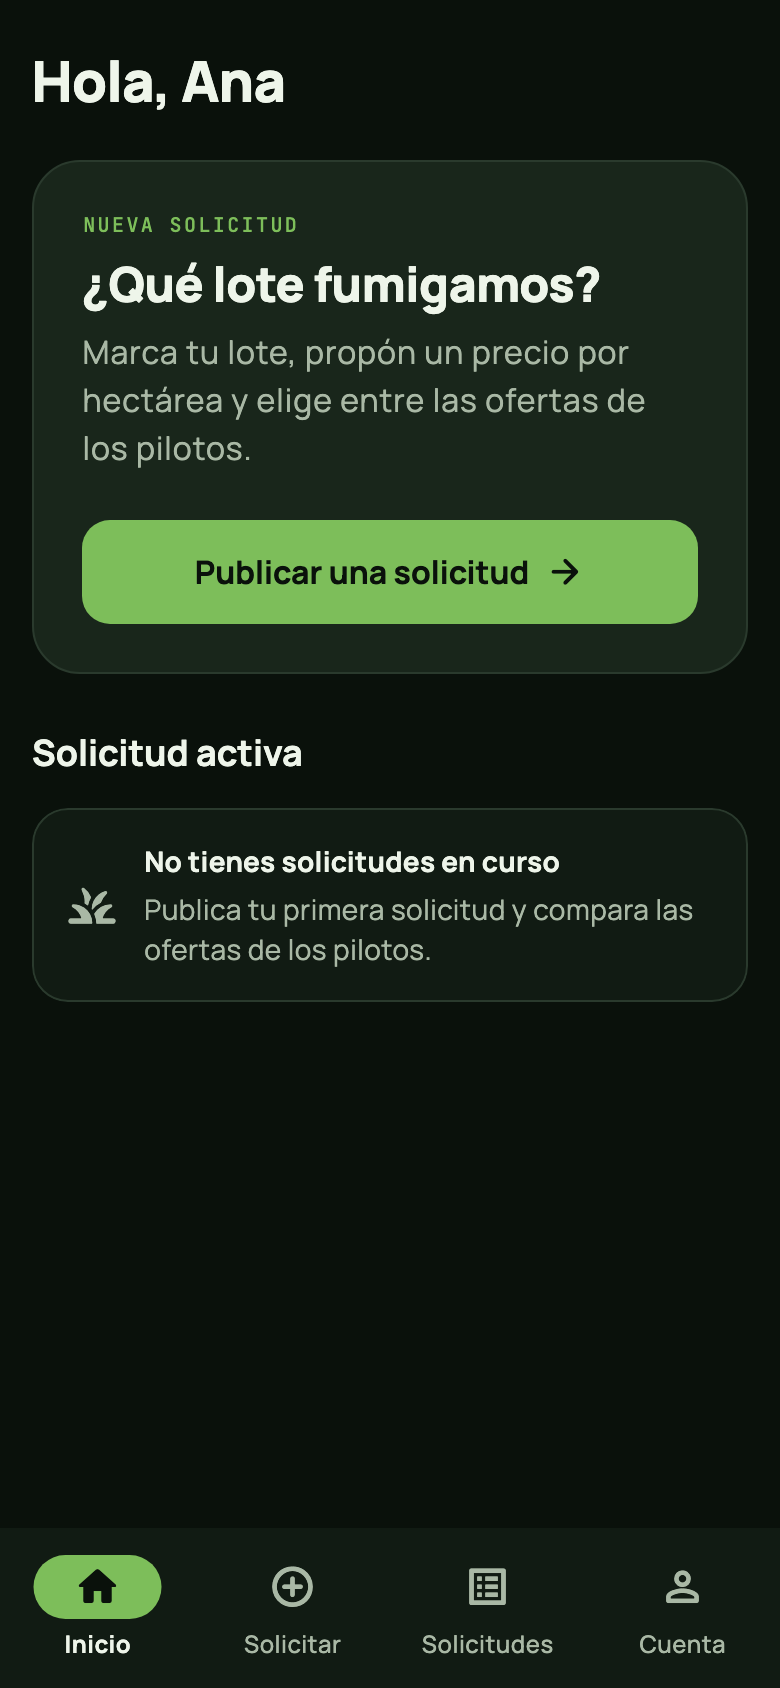 Hola, Ana
NUEVA SOLICITUD
¿Qué lote fumigamos?
Marca tu lote, propón un precio por
hectárea y elige entre las ofertas de
los pilotos.
Publicar una solicitud →
Solicitud activa
No tienes solicitudes en curso
Publica tu primera solicitud y compara las
ofertas de los pilotos.
Inicio
Solicitar
Solicitudes
Cuenta